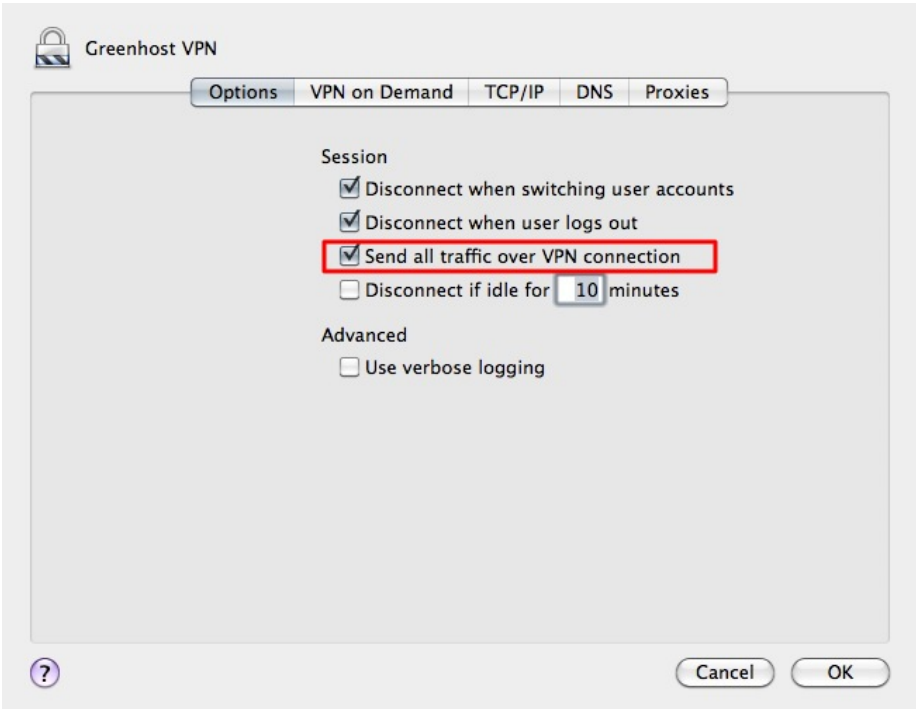 Greenhost VPN
Options VPN on Demand TCP/IP DNS Proxies
Session
Disconnect when switching user accounts
Disconnect when user logs out
Send all traffic over VPN connection
Disconnect if idle for 10 minutes
Advanced
Use verbose logging
? Cancel OK